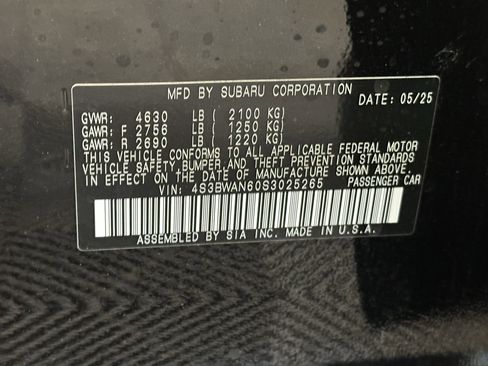 MFD BY SUBARU CORPORATION
DATE: 05/25
GVWR: 4630 LB ( 2100 KG)
GAWR: F 2756 LB ( 1250 KG)
GAWR: R 2690 LB ( 1220 KG)
THIS VEHICLE CONFORMS TO ALL APPLICABLE FEDERAL MOTOR
VEHICLE SAFETY, BUMPER, AND THEFT PREVENTION STANDARDS
IN EFFECT ON THE DATE OF MANUFACTURE SHOWN ABOVE.
VIN: 4S3BWAN60S3025265 PASSENGER CAR
ASSEMBLED BY SIA INC. MADE IN U.S.A.